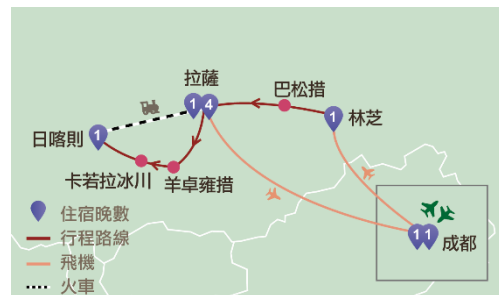 拉薩
1 4
巴松措
1
林芝
日喀則
1
卡若拉冰川
羊卓雍措
1 1
成都
住宿晚數
行程路線
飛機
火車